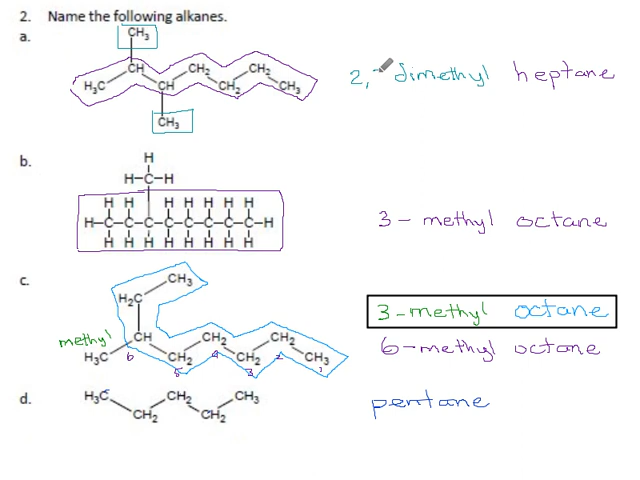 2. Name the following alkanes.
a.
CH3
CH CH2 CH2
H3C CH CH2 CH3
CH3
2, dimethyl heptane
b.
H
H-C-H
H H H H H H H
H-C-C-C-C-C-C-C-C-H
H H H H H H H H
3-methyl octane
c.
CH3
H2C
3-methyl octane
methyl CH CH2 CH2
H3C 6 CH2 4 CH2 2 CH3
5 3 1
6-methyl octane
d.
H3C CH2 CH3
CH2 CH2
pentane